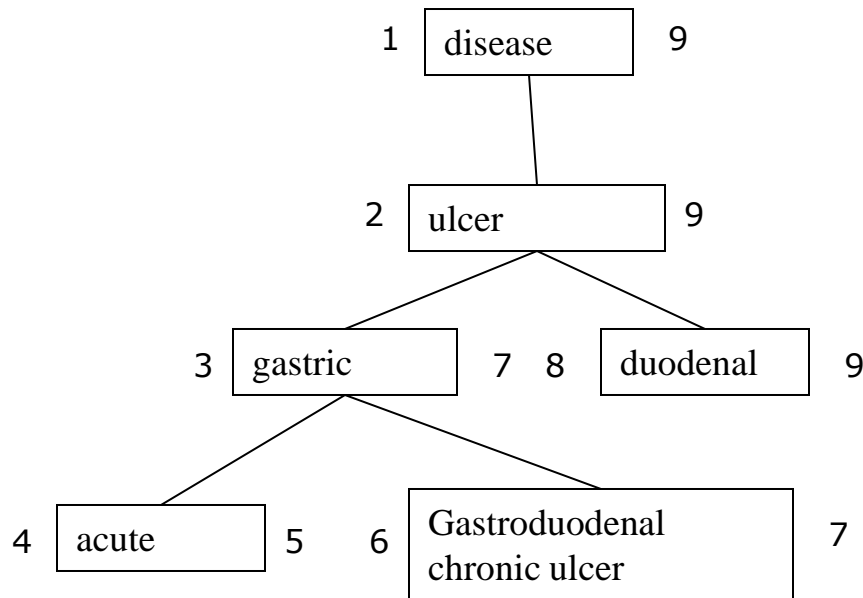 1 disease 9
2 ulcer 9
3 gastric 7 8 duodenal 9
4 acute 5 6 Gastroduodenal 7
chronic ulcer